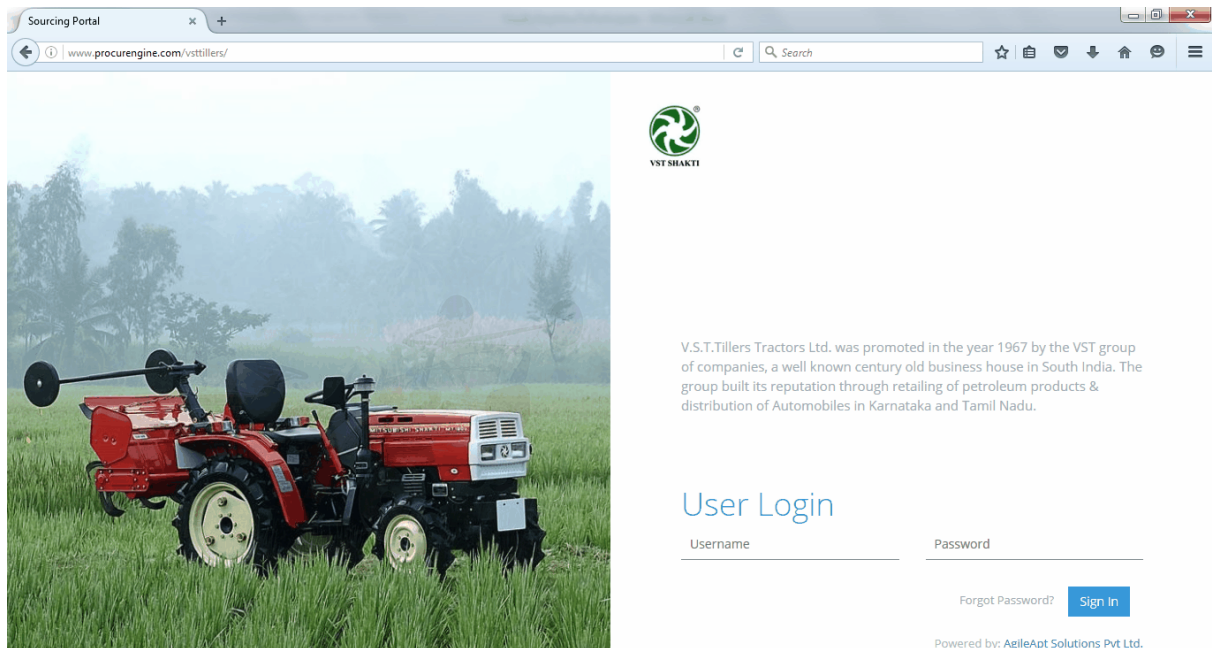 Sourcing Portal
www.procurengine.com/vsttillers/
Search
VST SHAKTI
®
V.S.T.Tillers Tractors Ltd. was promoted in the year 1967 by the VST group
of companies, a well known century old business house in South India. The
group built its reputation through retailing of petroleum products &
distribution of Automobiles in Karnataka and Tamil Nadu.
MITSUBISHI SHAKTI
User Login
Username
Password
Forgot Password?
Sign In
Powered by: AgileApt Solutions Pvt Ltd.